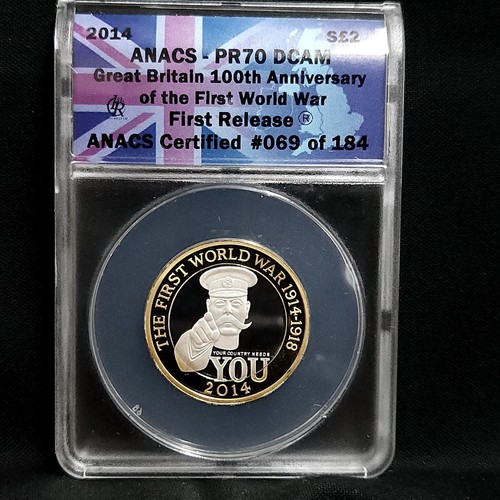 2014 S£2
ANACS - PR70 DCAM
Great Britain 100th Anniversary
of the First World War
First Release ®
ANACS Certified #069 of 184
THE FIRST WORLD WAR 1914-1918
YOUR COUNTRY NEEDS
YOU
2014